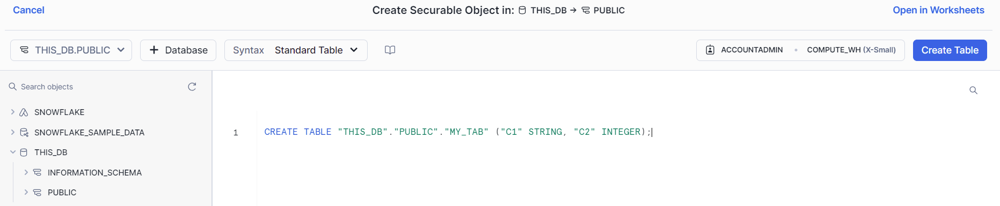 Cancel
Create Securable Object in: THIS_DB → PUBLIC
Open in Worksheets
THIS_DB.PUBLIC
+ Database
Syntax Standard Table
ACCOUNTADMIN • COMPUTE_WH (X-Small)
Create Table
Search objects
SNOWFLAKE
SNOWFLAKE_SAMPLE_DATA
THIS_DB
INFORMATION_SCHEMA
PUBLIC
1 CREATE TABLE "THIS_DB"."PUBLIC"."MY_TAB" ("C1" STRING, "C2" INTEGER);